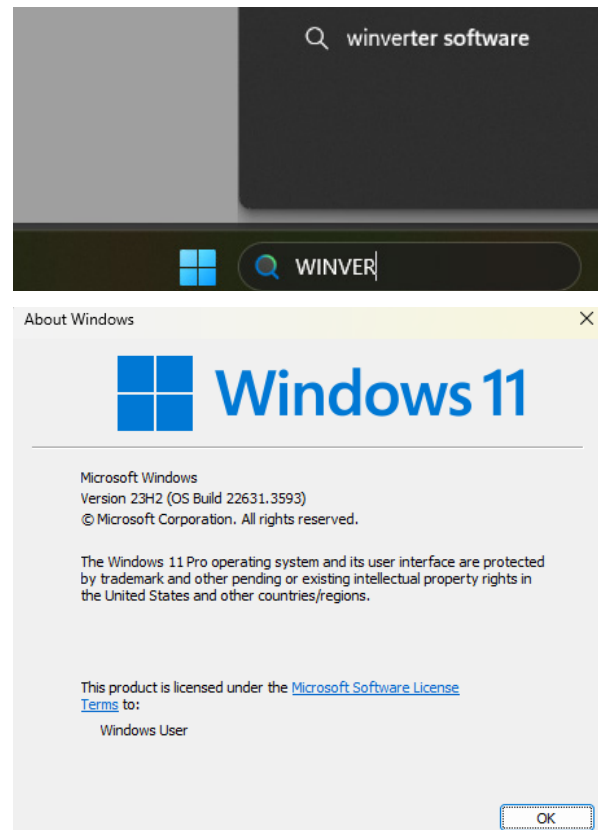 winverter software
WINVER
About Windows
Windows 11
Microsoft Windows
Version 23H2 (OS Build 22631.3593)
© Microsoft Corporation. All rights reserved.
The Windows 11 Pro operating system and its user interface are protected
by trademark and other pending or existing intellectual property rights in
the United States and other countries/regions.
This product is licensed under the Microsoft Software License
Terms to:
Windows User
OK